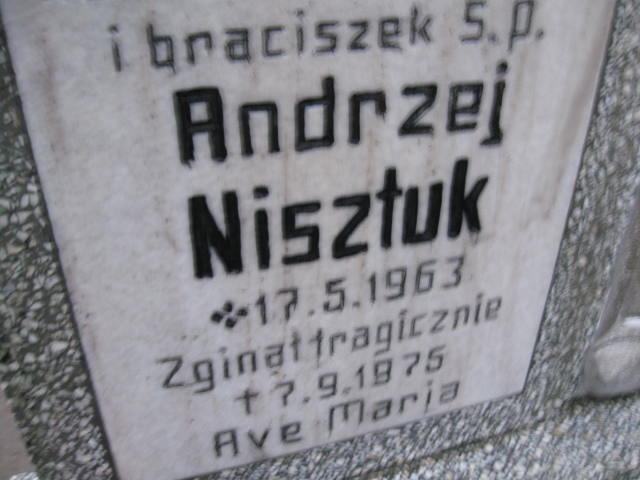 i braciszek ś.p.
Andrzej
Nisztuk
17.5.1963
Zginął tragicznie
† 7.9.1975
Ave Maria